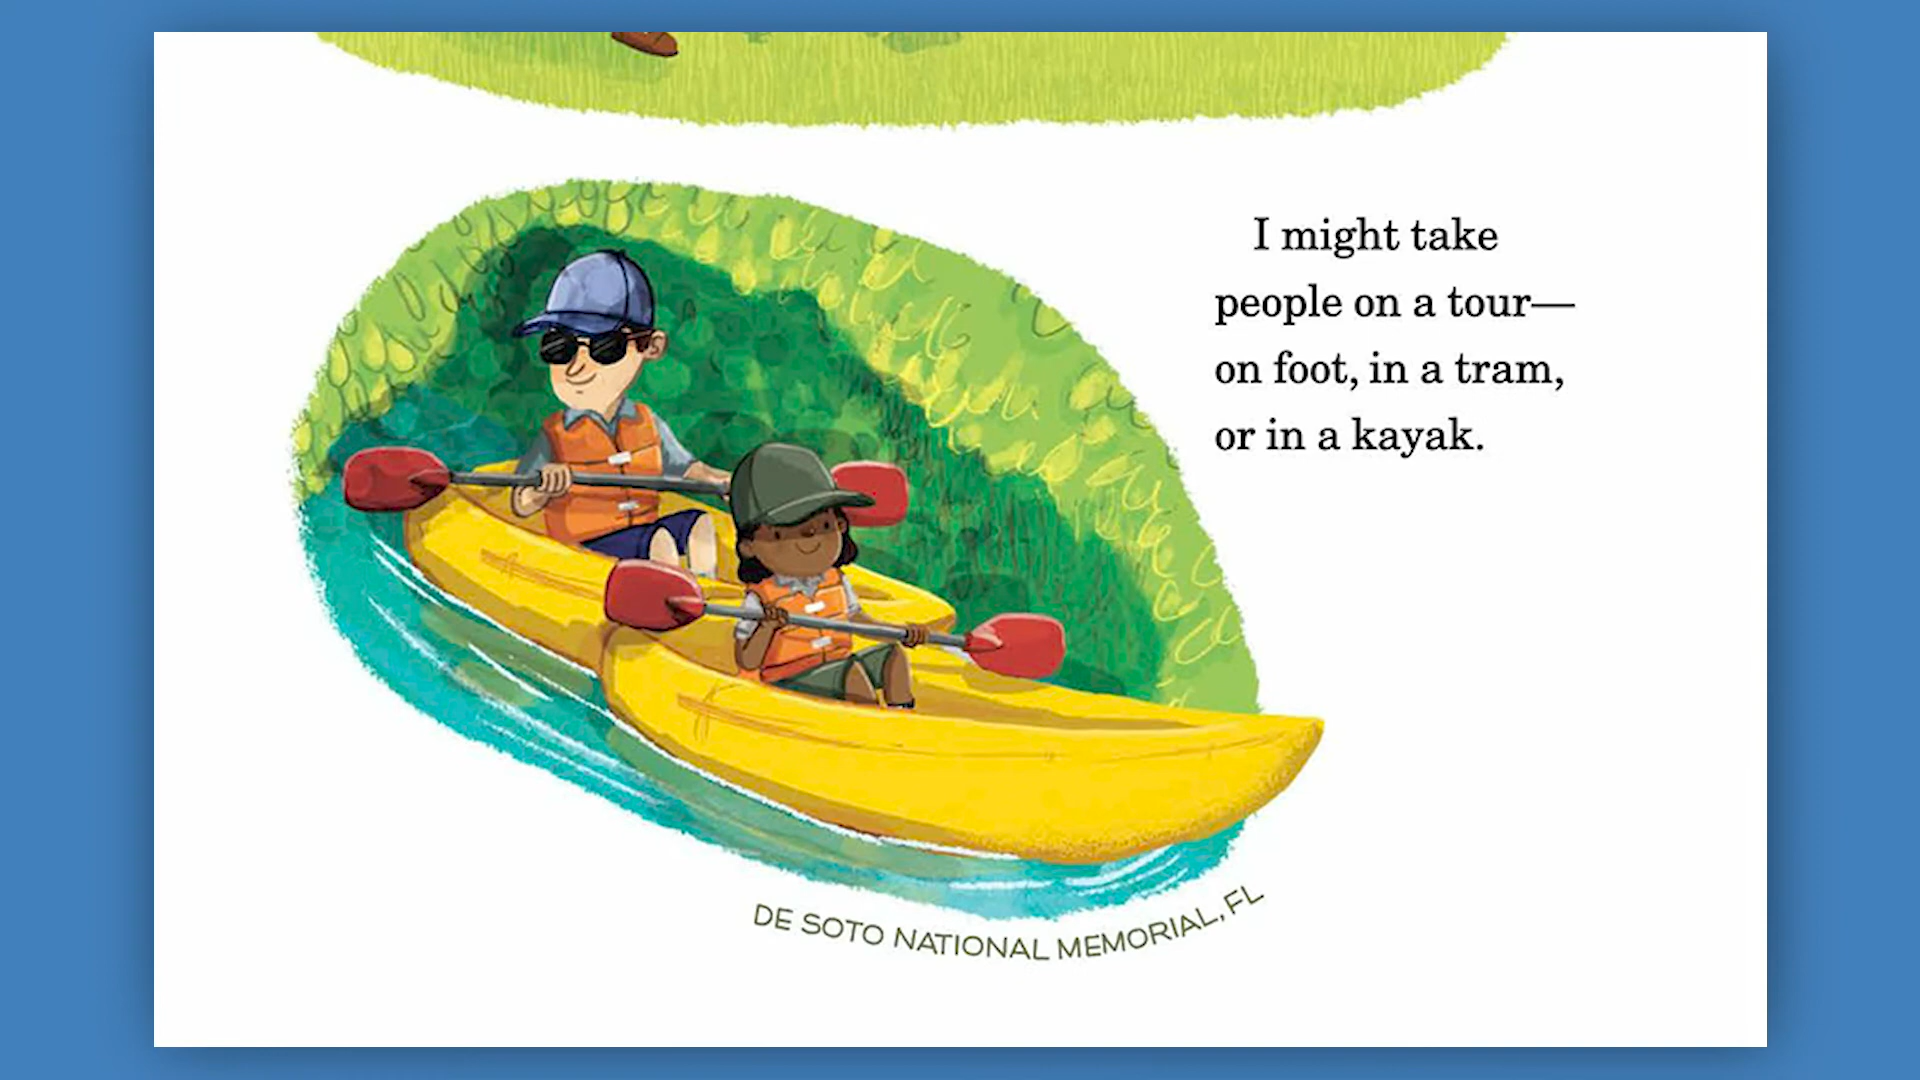 I might take
people on a tour—
on foot, in a tram,
or in a kayak.
DE SOTO NATIONAL MEMORIAL, FL